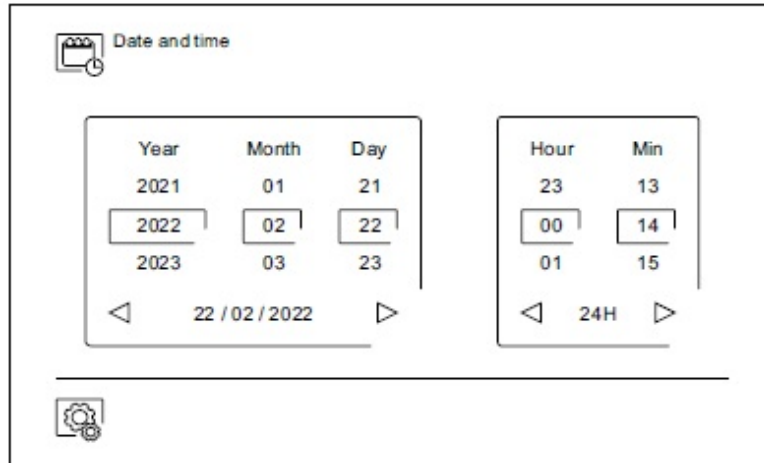 Date and time
Year Month Day
2021 01 21
2022 02 22
2023 03 23
22 / 02 / 2022
Hour Min
23 13
00 14
01 15
24H